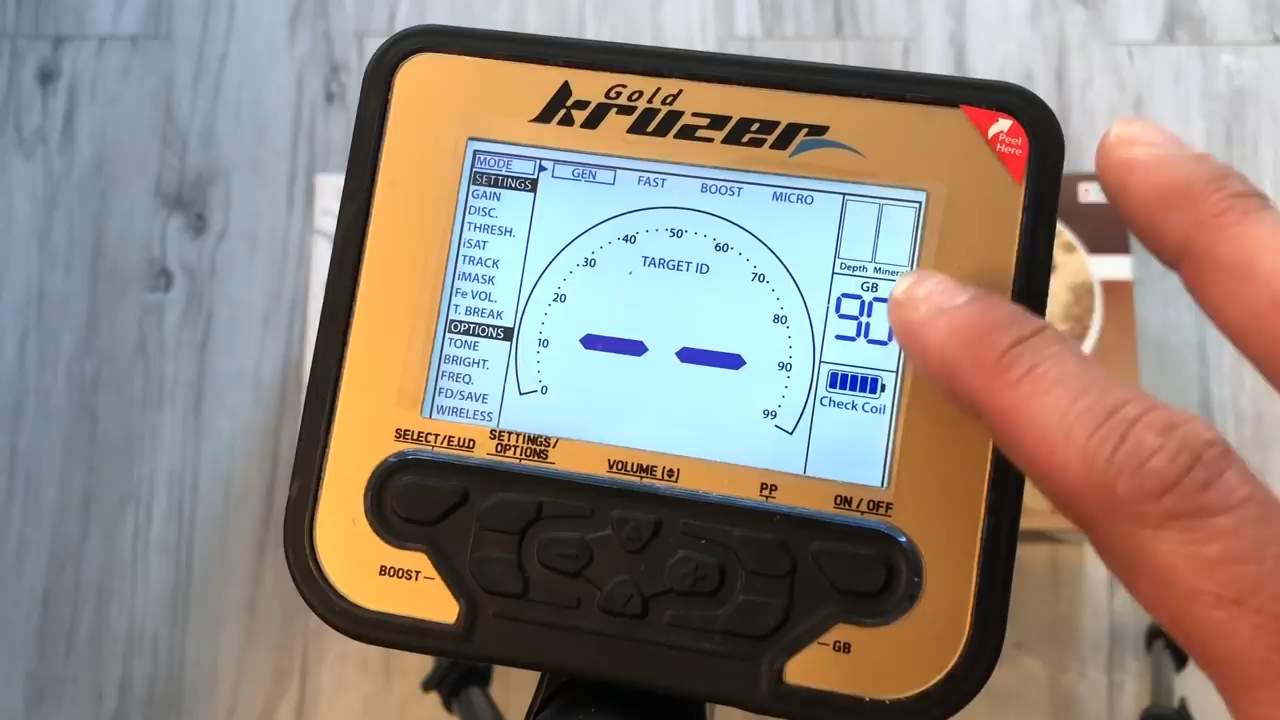 Gold
kruzer
Peel
Here
MODE
GEN
FAST
BOOST
MICRO
SETTINGS
GAIN
DISC.
THRESH.
iSAT
TRACK
iMASK
Fe VOL.
T. BREAK
OPTIONS
TONE
BRIGHT.
FREQ.
FD/SAVE
WIRELESS
TARGET ID
0
10
20
30
40
50
60
70
80
90
99
Depth Mineral
GB
90
Check Coil
SELECT/E.U.D
SETTINGS/
OPTIONS
VOLUME
PP
ON / OFF
BOOST
GB